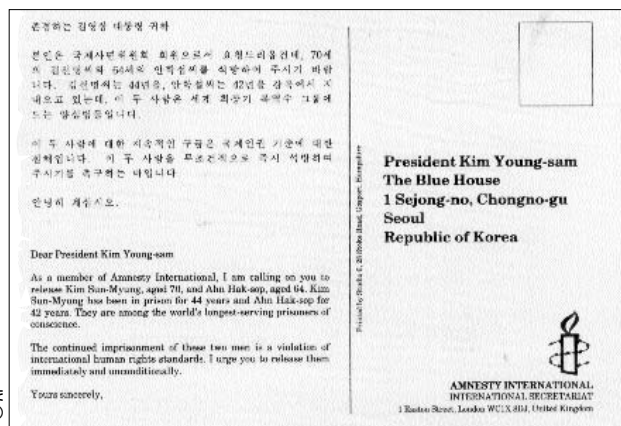 존경하는 김영삼 대통령 귀하
본인은 국제사면위원회 회원으로서 70세
의 김선명씨와 64세의 안학섭씨를 석방하여 주시기 바랍
니다. 김선명씨는 44년을, 안학섭씨는 42년을 감옥에서 지
내오고 있는데, 이 두 사람은 세계 최장기 복역수 그룹에
드는 양심범들입니다.
이 두 사람에 대한 지속적인 구금은 국제인권 기준에 대한
침해입니다. 이 두 사람을 무조건적으로 즉시 석방하여
주시기를 촉구하는 바입니다
안녕히 계십시오.
Dear President Kim Young-sam
As a member of Amnesty International, I am calling on you to
release Kim Sun-Myung, aged 70, and Ahn Hak-sop, aged 64. Kim
Sun-Myung has been in prison for 44 years and Ahn Hak-sop for
42 years. They are among the world's longest-serving prisoners of
conscience.
The continued imprisonment of these two men is a violation of
international human rights standards. I urge you to release them
immediately and unconditionally.
Yours sincerely,
Printed by Studio 6, Road, Gosport, Hampshire
President Kim Young-sam
The Blue House
1 Sejong-no, Chongno-gu
Seoul
Republic of Korea
AMNESTY INTERNATIONAL
INTERNATIONAL SECRETARIAT
1 Easton Street, London WC1X 8DJ, United Kingdom